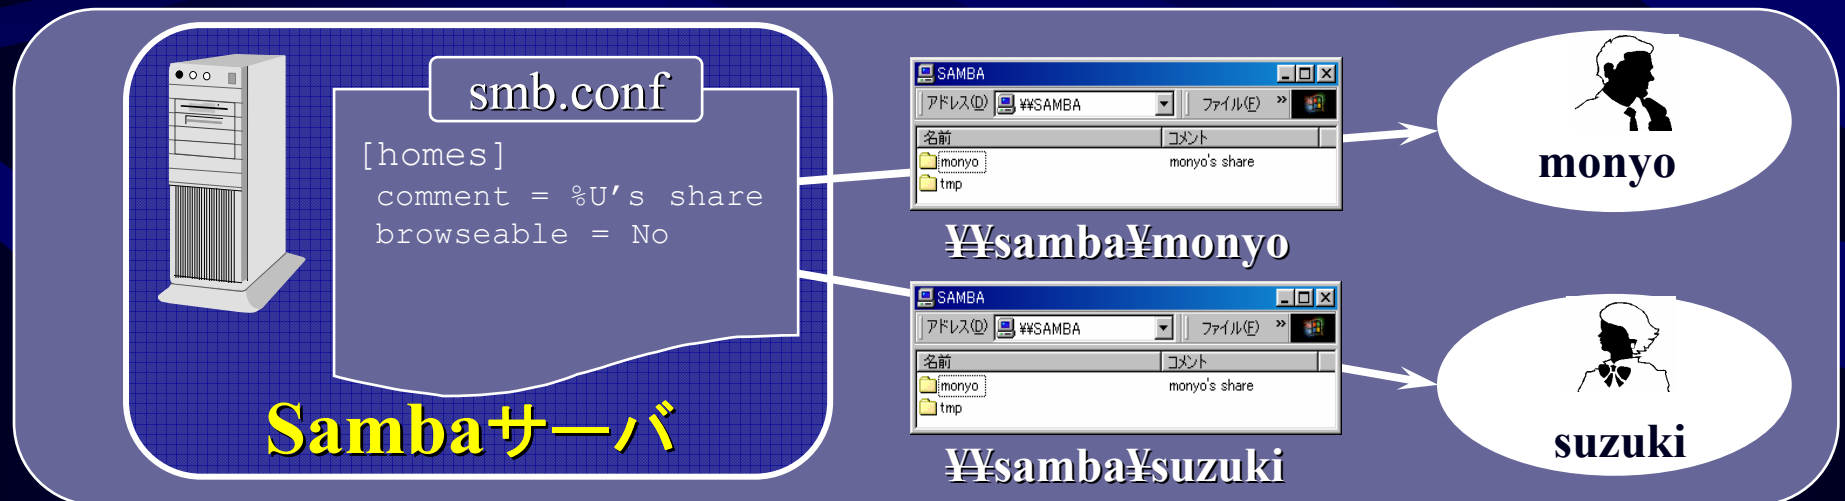 smb.conf
[homes]
comment = %U’s share
browseable = No
Sambaサーバ
SAMBA
アドレス(D) ¥¥SAMBA ファイル(F) »
名前 コメント
monyo monyo's share
tmp
¥¥samba¥monyo
monyo
SAMBA
アドレス(D) ¥¥SAMBA ファイル(F) »
名前 コメント
monyo monyo's share
tmp
¥¥samba¥suzuki
suzuki